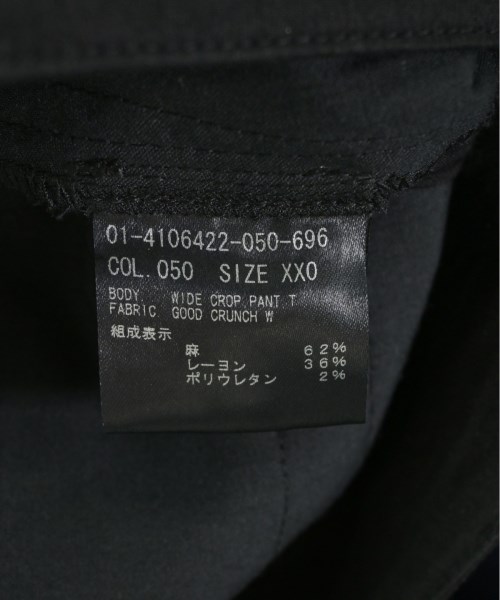 01-4106422-050-696
COL.050 SIZE XXO
BODY WIDE CROP PANT T
FABRIC GOOD CRUNCH W
組成表示
麻 62%
レーヨン 36%
ポリウレタン 2%